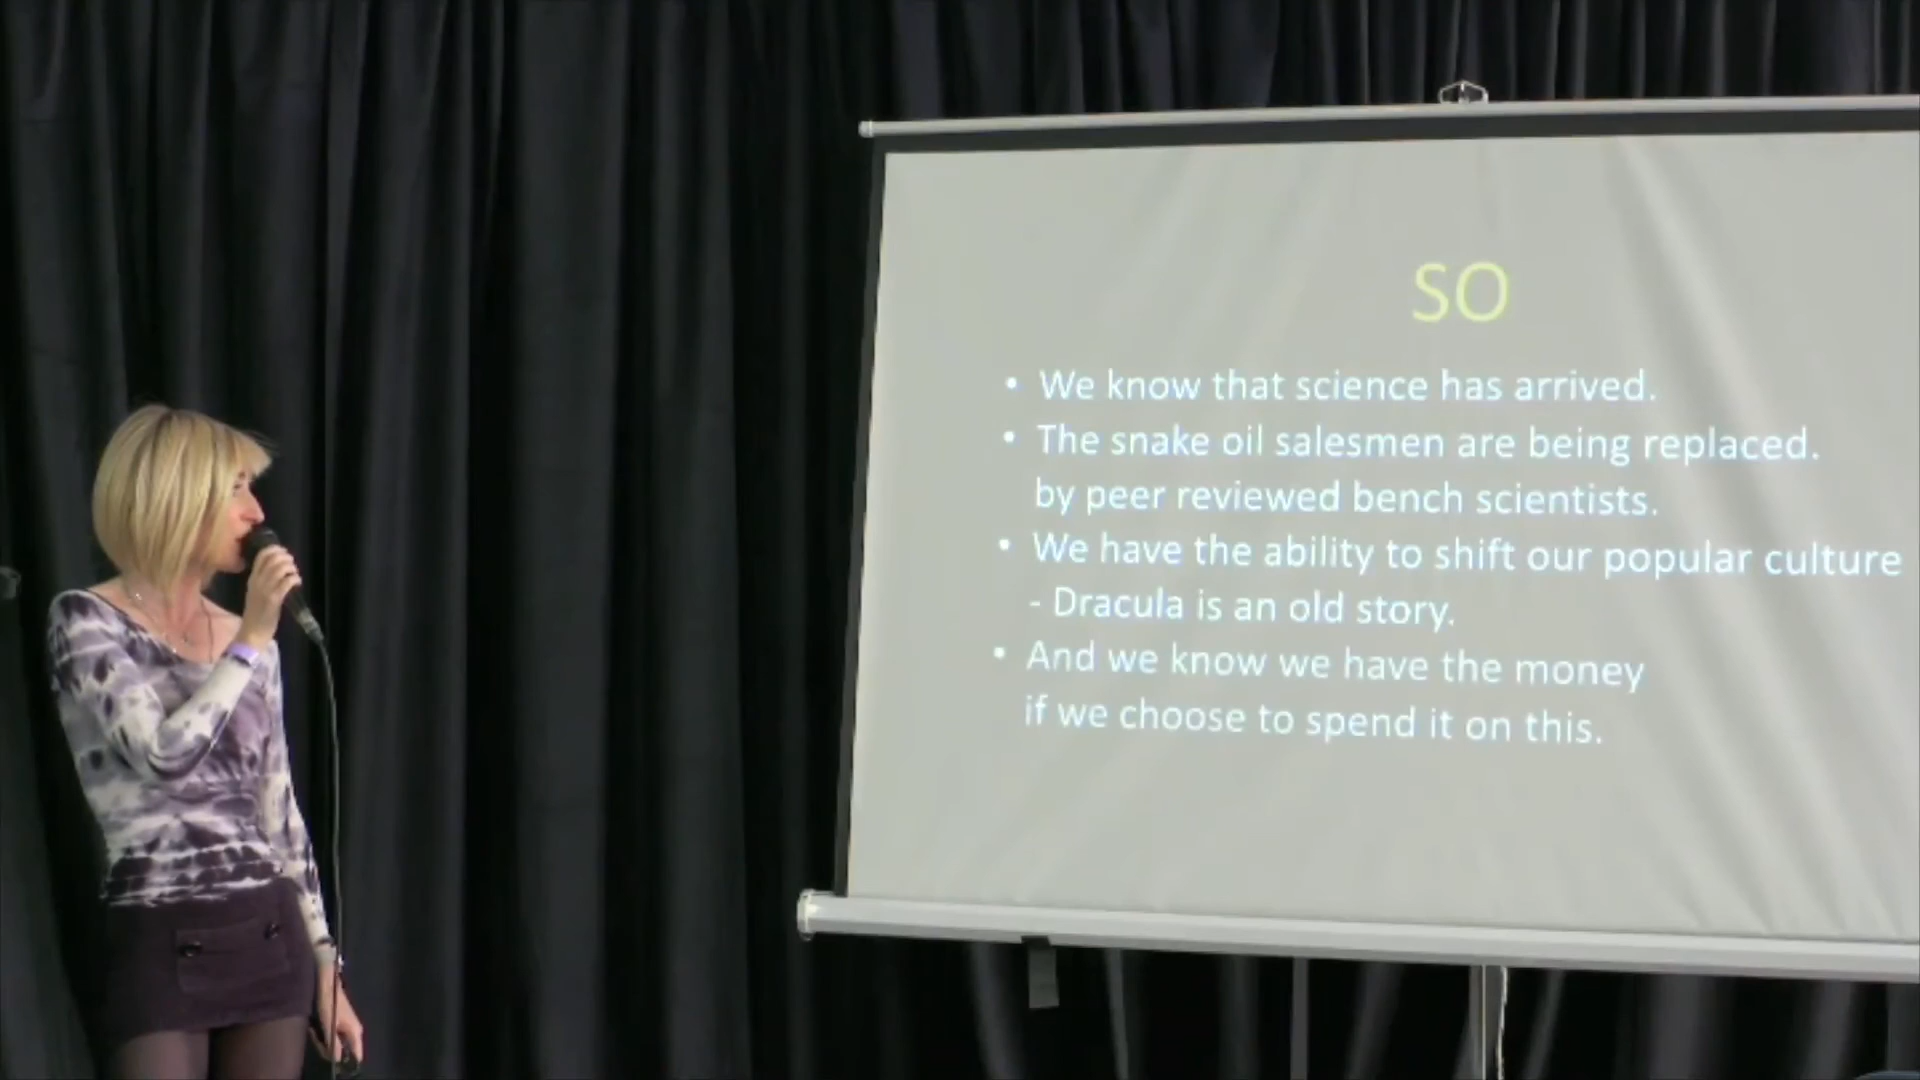 SO
• We know that science has arrived.
• The snake oil salesmen are being replaced.
by peer reviewed bench scientists.
• We have the ability to shift our popular culture
- Dracula is an old story.
• And we know we have the money
if we choose to spend it on this.